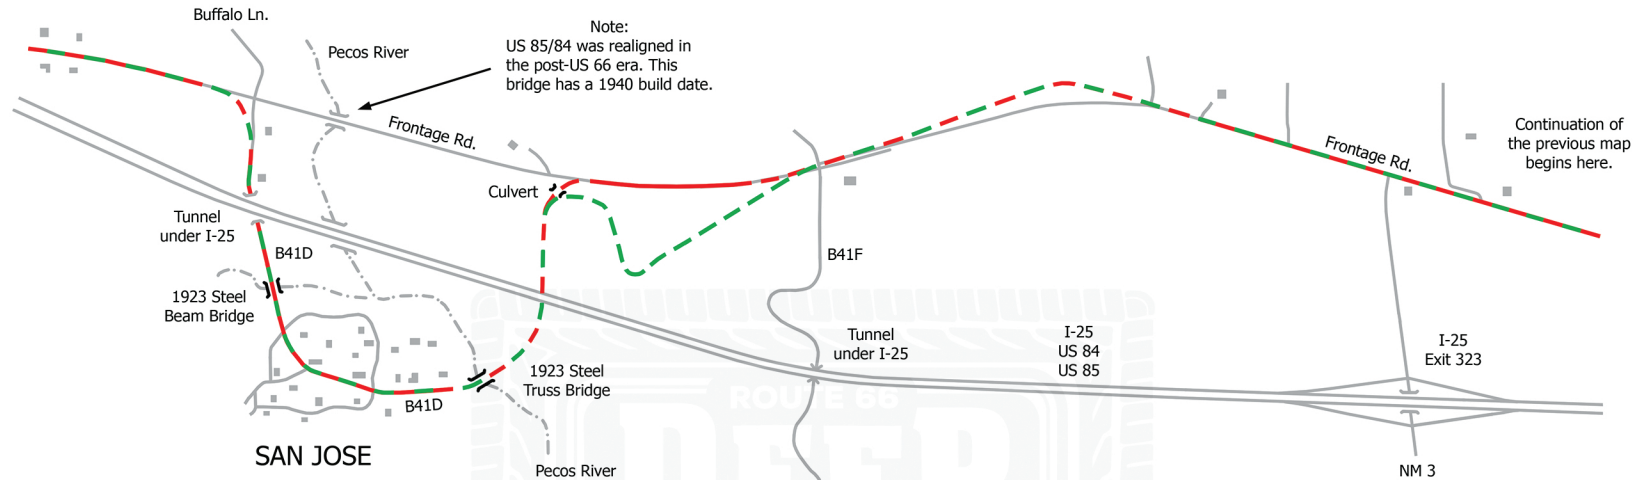 Buffalo Ln.
Pecos River
Note:
US 85/84 was realigned in
the post-US 66 era. This
bridge has a 1940 build date.
Frontage Rd.
Culvert
Continuation of
the previous map
begins here.
Frontage Rd.
Tunnel
under I-25
B41D
B41F
1923 Steel
Beam Bridge
Tunnel
under I-25
I-25
US 84
US 85
I-25
Exit 323
1923 Steel
Truss Bridge
B41D
ROUTE 66
DEEP
SAN JOSE
Pecos River
NM 3